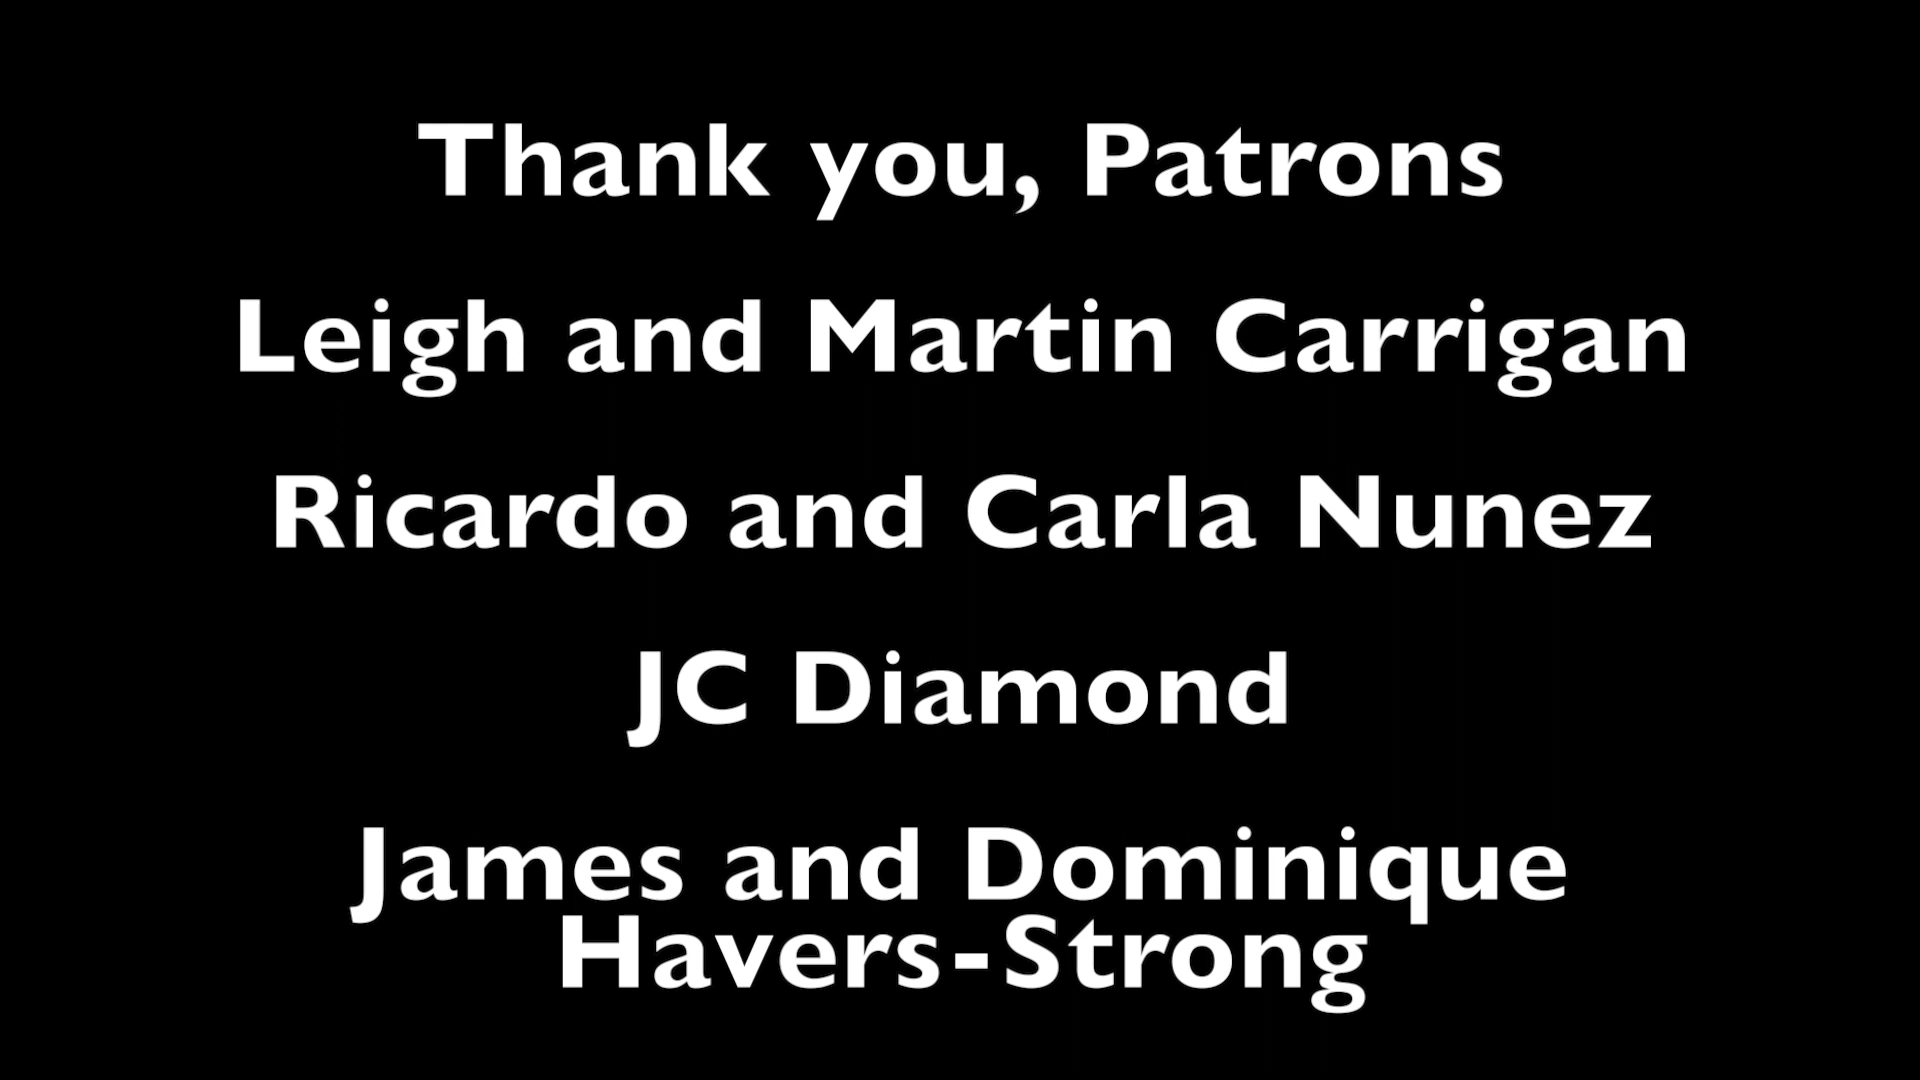 Thank you, Patrons
Leigh and Martin Carrigan
Ricardo and Carla Nunez
JC Diamond
James and Dominique
Havers-Strong